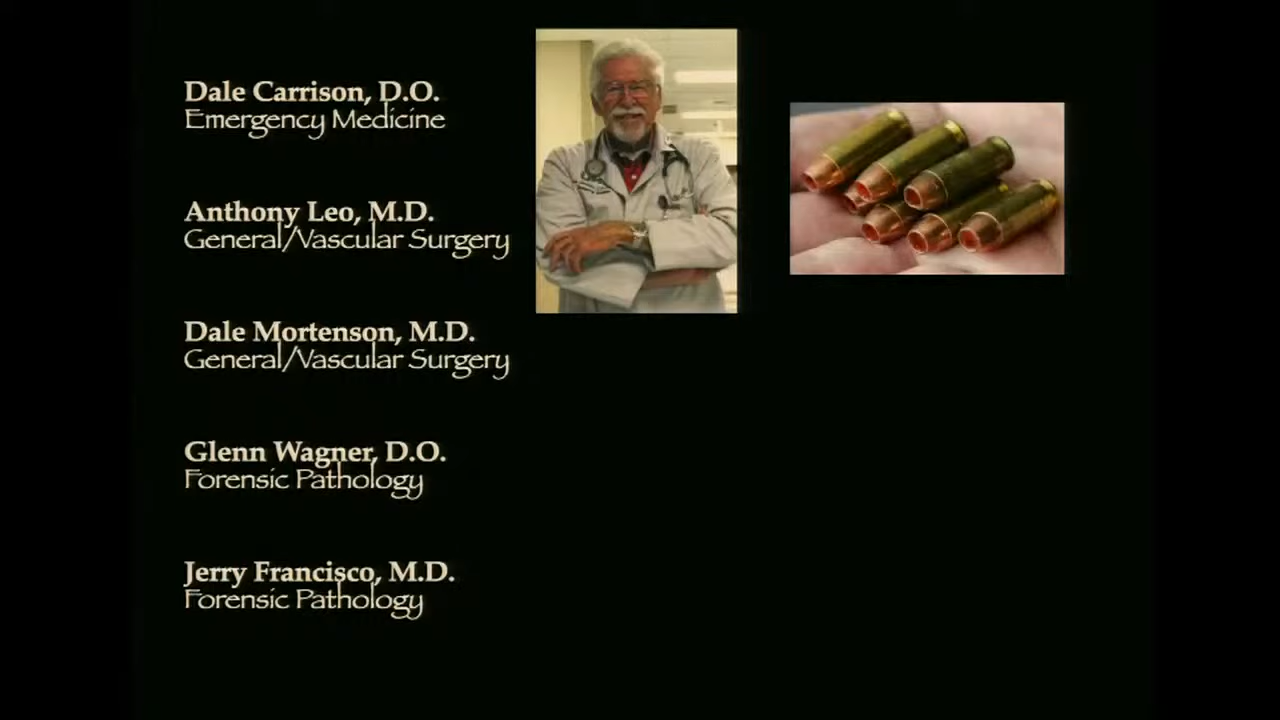 Dale Carrison, D.O.
Emergency Medicine
Anthony Leo, M.D.
General/Vascular Surgery
Dale Mortenson, M.D.
General/Vascular Surgery
Glenn Wagner, D.O.
Forensic Pathology
Jerry Francisco, M.D.
Forensic Pathology